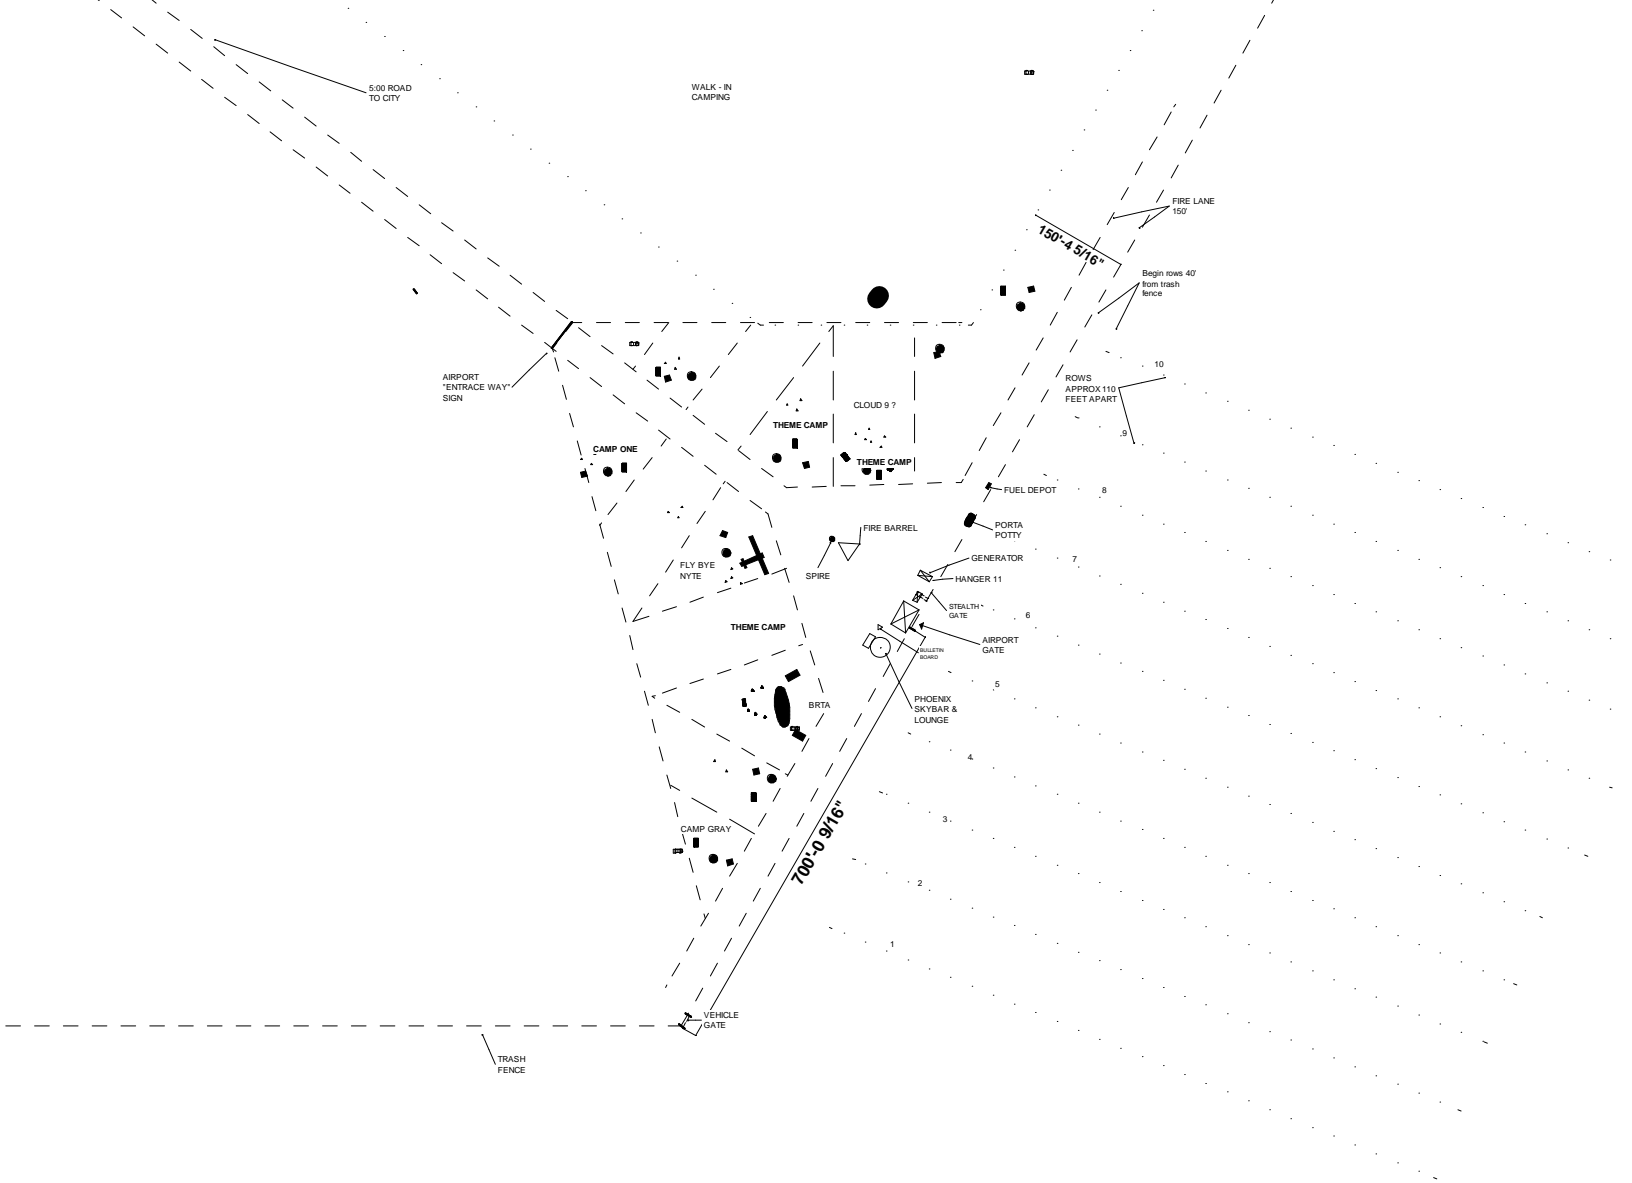 5:00 ROAD
TO CITY
WALK - IN
CAMPING
FIRE LANE
150'
150'-4 5/16"
Begin rows 40'
from trash
fence
10
ROWS
APPROX 110
FEET APART
9
AIRPORT
"ENTRACE WAY"
SIGN
CLOUD 9 ?
THEME CAMP
CAMP ONE
THEME CAMP
FUEL DEPOT
8
PORTA
POTTY
FIRE BARREL
GENERATOR
7
FLY BYE
NYTE
SPIRE
HANGER 11
STEALTH
GATE
6
THEME CAMP
AIRPORT
GATE
BULLETIN
BOARD
5
BRTA
PHOENIX
SKYBAR &
LOUNGE
4
3
CAMP GRAY
700'-0 9/16"
2
1
VEHICLE
GATE
TRASH
FENCE